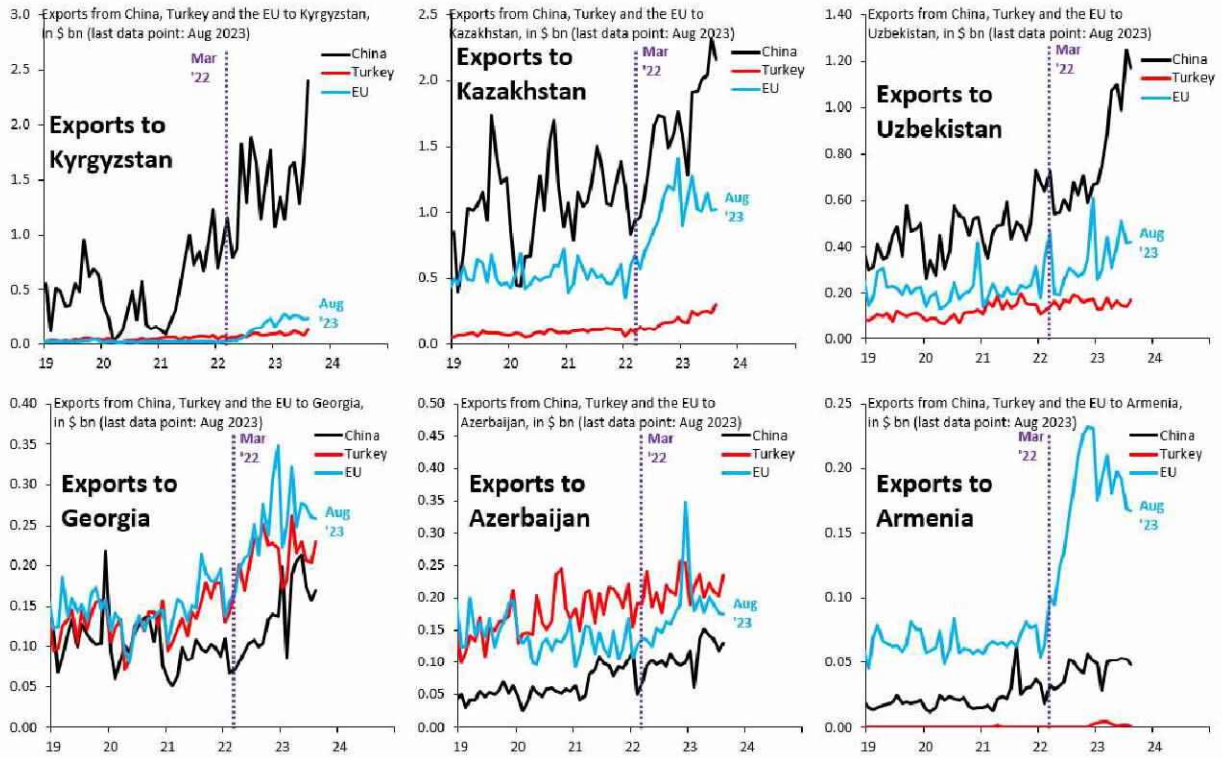 Exports from China, Turkey and the EU to Kyrgyzstan,
in $ bn (last data point: Aug 2023)
3.0
2.5
2.0
1.5
1.0
0.5
0.0
Mar
'22
China
Turkey
EU
Exports to
Kyrgyzstan
Aug
'23
19 20 21 22 23 24
Exports from China, Turkey and the EU to
Kazakhstan, in $ bn (last data point: Aug 2023)
2.5
2.0
1.5
1.0
0.5
0.0
Mar
'22
China
Turkey
EU
Exports to
Kazakhstan
Aug
'23
19 20 21 22 23 24
Exports from China, Turkey and the EU to
Uzbekistan, in $ bn (last data point: Aug 2023)
1.40
1.20
1.00
0.80
0.60
0.40
0.20
0.00
Mar
'22
China
Turkey
EU
Exports to
Uzbekistan
Aug
'23
19 20 21 22 23 24
Exports from China, Turkey and the EU to Georgia,
in $ bn (last data point: Aug 2023)
0.40
0.35
0.30
0.25
0.20
0.15
0.10
0.05
0.00
Mar
'22
China
Turkey
EU
Exports to
Georgia
Aug
'23
19 20 21 22 23 24
Exports from China, Turkey and the EU to
Azerbaijan, in $ bn (last data point: Aug 2023)
0.50
0.45
0.40
0.35
0.30
0.25
0.20
0.15
0.10
0.05
0.00
Mar
'22
China
Turkey
EU
Exports to
Azerbaijan
Aug
'23
19 20 21 22 23 24
Exports from China, Turkey and the EU to Armenia,
in $ bn (last data point: Aug 2023)
0.25
0.20
0.15
0.10
0.05
0.00
Mar
'22
China
Turkey
EU
Exports to
Armenia
Aug
'23
19 20 21 22 23 24